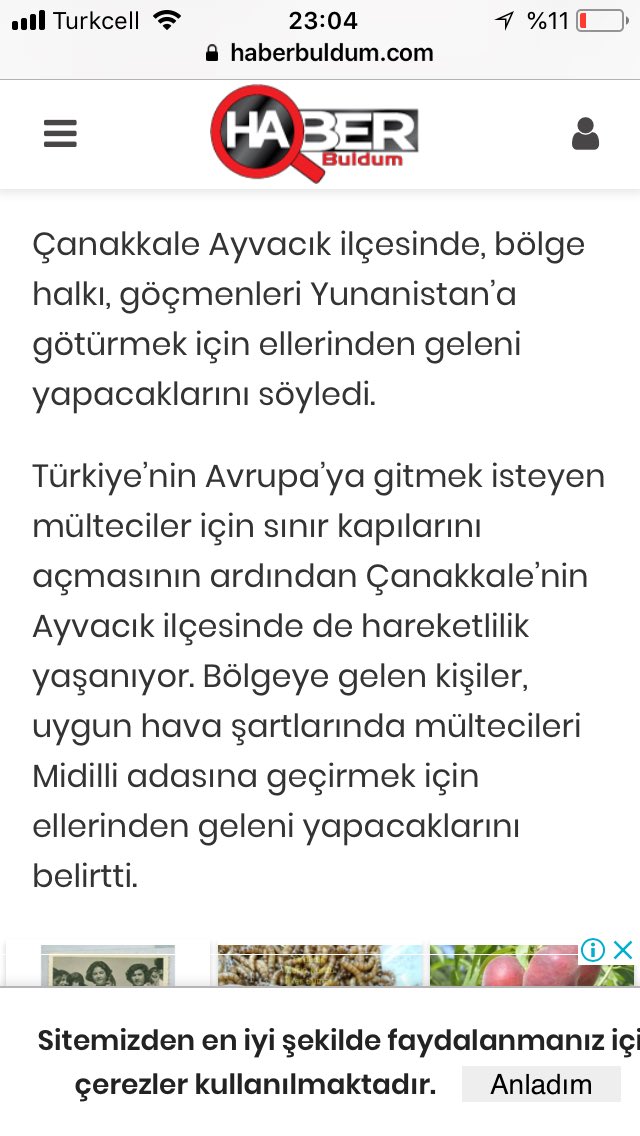 Turkcell 23:04 %11
haberbuldum.com
HABER
Buldum
Çanakkale Ayvacık ilçesinde, bölge
halkı, göçmenleri Yunanistan’a
götürmek için ellerinden geleni
yapacaklarını söyledi.
Türkiye’nin Avrupa’ya gitmek isteyen
mülteciler için sınır kapılarını
açmasının ardından Çanakkale’nin
Ayvacık ilçesinde de hareketlilik
yaşanıyor. Bölgeye gelen kişiler,
uygun hava şartlarında mültecileri
Midilli adasına geçirmek için
ellerinden geleni yapacaklarını
belirtti.
Sitemizden en iyi şekilde faydalanmanız içi
çerezler kullanılmaktadır. Anladım